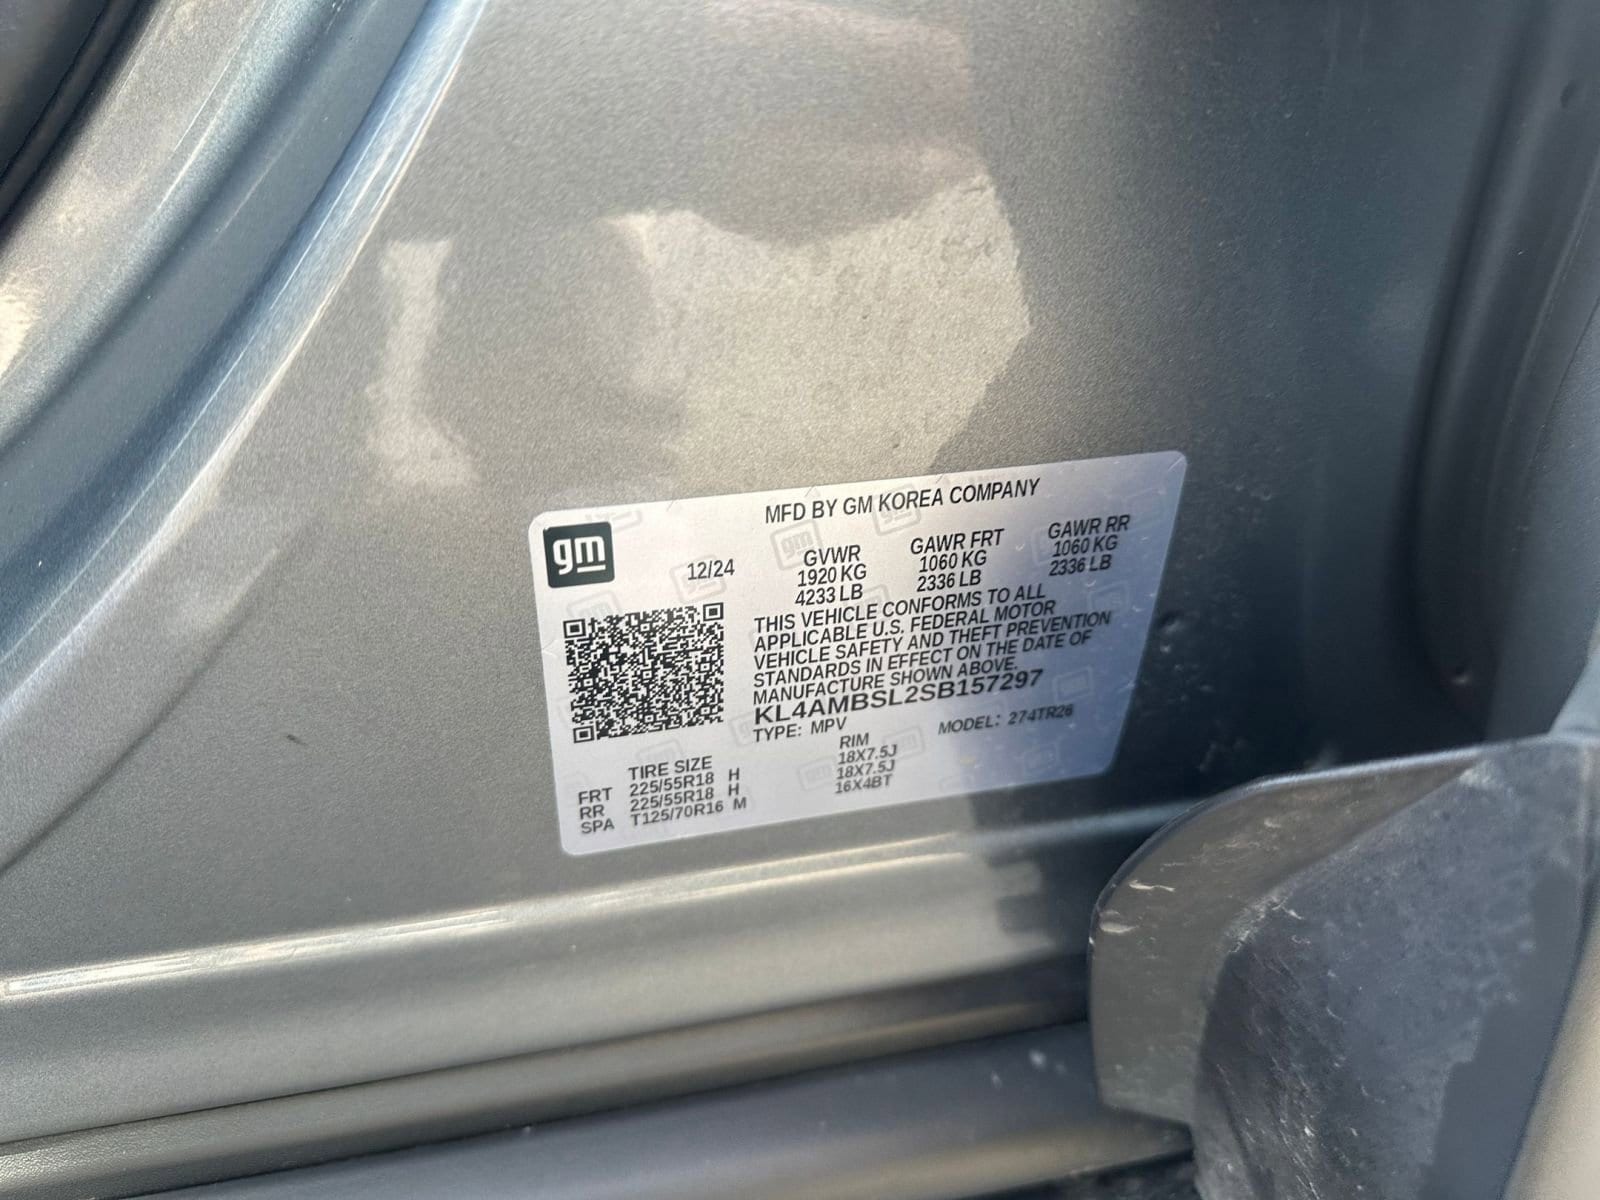 MFD BY GM KOREA COMPANY
gm
12/24
GVWR GAWR FRT GAWR RR
1920 KG 1060 KG 1060 KG
4233 LB 2336 LB 2336 LB
THIS VEHICLE CONFORMS TO ALL
APPLICABLE U.S. FEDERAL MOTOR
VEHICLE SAFETY AND THEFT PREVENTION
STANDARDS IN EFFECT ON THE DATE OF
MANUFACTURE SHOWN ABOVE.
KL4AMBSL2SB157297
TYPE: MPV MODEL: 274TR26
TIRE SIZE RIM
FRT 225/55R18 H 18X7.5J
RR 225/55R18 H 18X7.5J
SPA T125/70R16 M 16X4BT